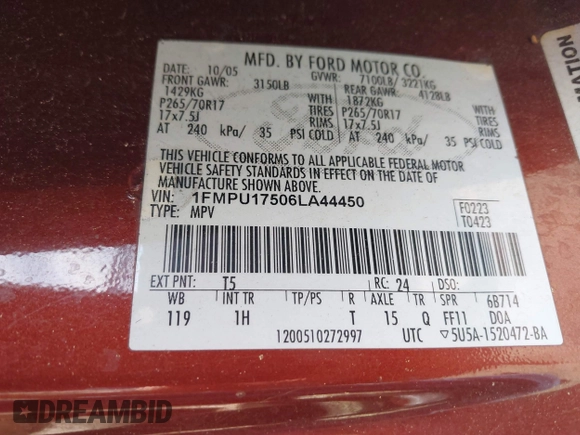 MFD. BY FORD MOTOR CO.
DATE: 10/05 GVWR: 7100LB/ 3221KG
FRONT GAWR: 3150LB REAR GAWR: 4128LB
1429KG 1872KG
P265/70R17 TIRES P265/70R17 TIRES
17x7.5J RIMS 17x7.5J RIMS
AT 240 kPa/ 35 PSI COLD AT 240 kPa/ 35 PSI COLD
THIS VEHICLE CONFORMS TO ALL APPLICABLE FEDERAL MOTOR
VEHICLE SAFETY STANDARDS IN EFFECT ON THE DATE OF
MANUFACTURE SHOWN ABOVE.
VIN: 1FMPU17506LA44450
TYPE: MPV
F0223
T0423
EXT PNT: T5 RC: 24 DSO:
WB INT TR TP/PS R AXLE TR SPR 6B714
119 1H T 15 Q FF11 DOA
1200510272997 UTC ▽5U5A-1520472-BA
DREAMBID